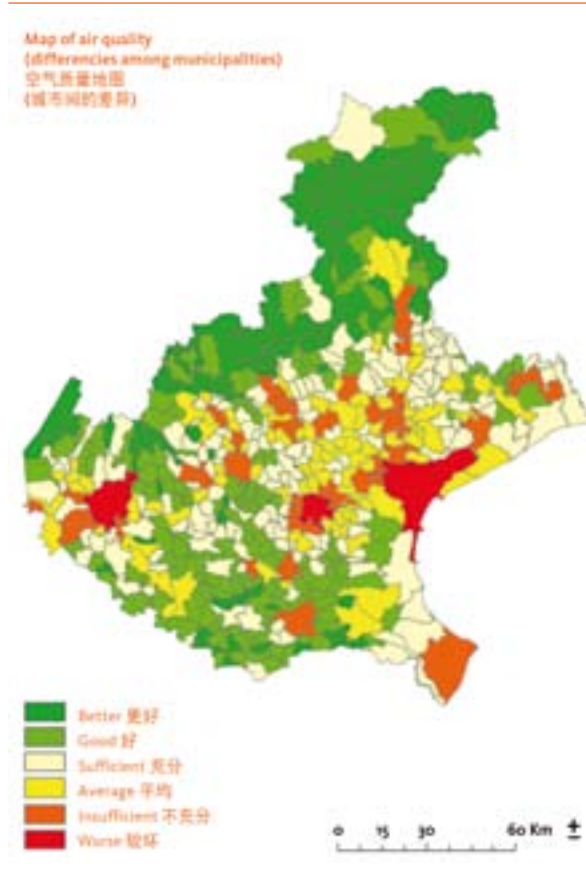 Map of air quality
(differencies among municipalities)
空气质量地图
(城市间的差异)
Better 更好
Good 好
Sufficient 充分
Average 平均
Insufficient 不充分
Worse 较坏
0 15 30 60 Km ±